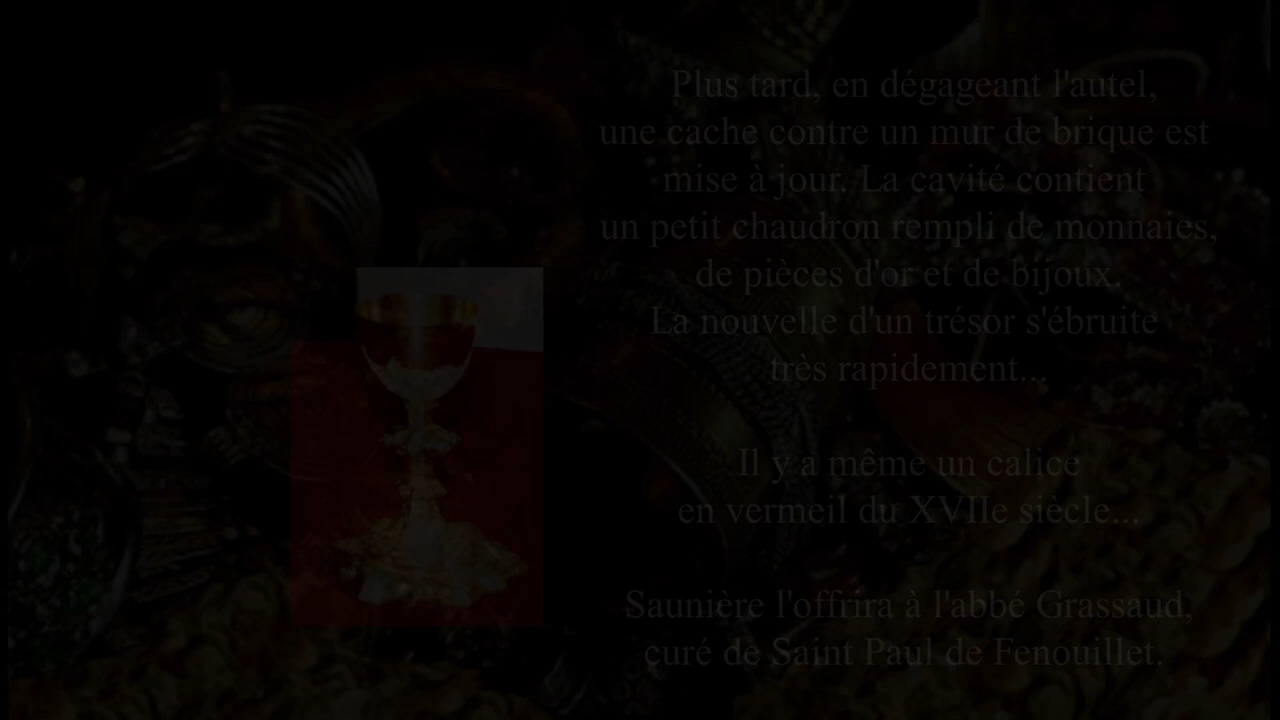 Plus tard, en dégageant l'autel,
une cache contre un mur de brique est
mise à jour. La cavité contient
un petit chaudron rempli de monnaies,
de pièces d'or et de bijoux.
La nouvelle d'un trésor s'ébruite
très rapidement...
Il y a même un calice
en vermeil du XVIIe siècle...
Saunière l'offrira à l'abbé Grassaud,
curé de Saint Paul de Fenouillet.